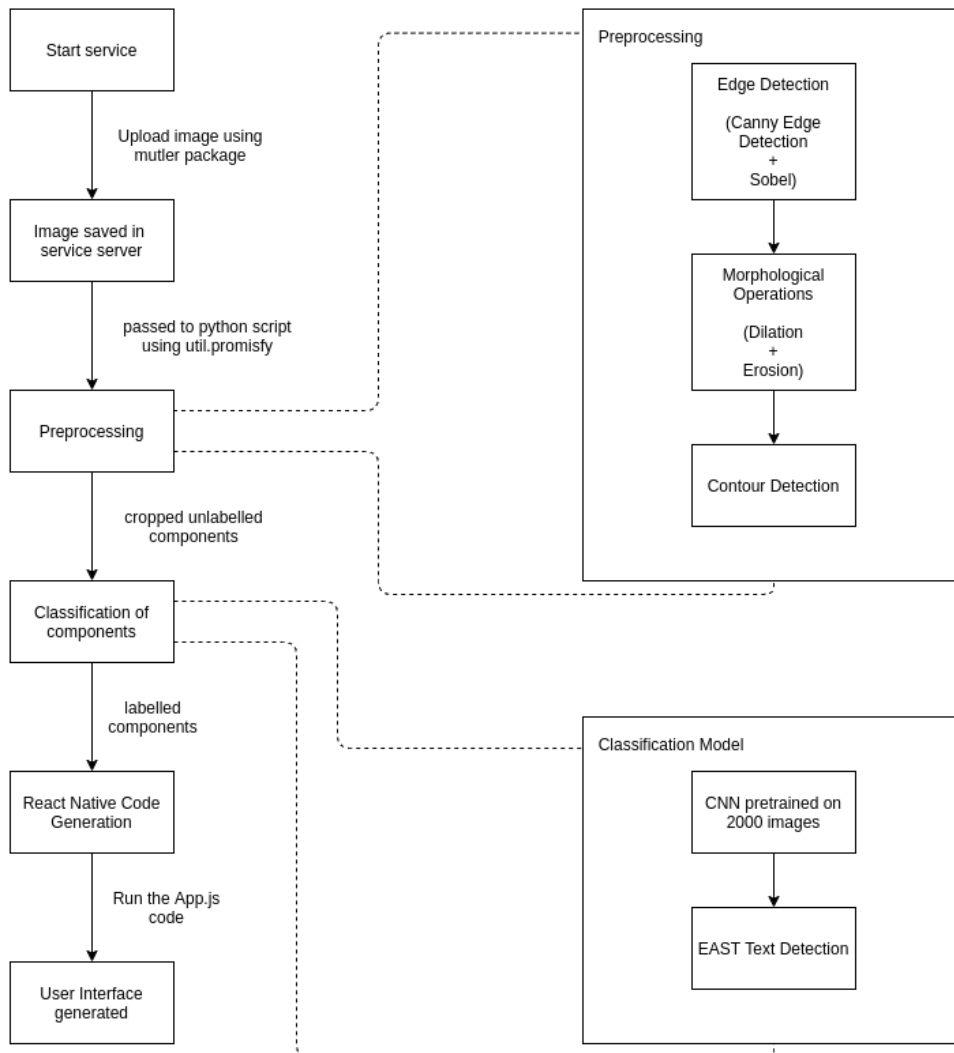 Start service
Upload image using
mutler package
Image saved in
service server
passed to python script
using util.promisfy
Preprocessing
cropped unlabelled
components
Classification of
components
labelled
components
React Native Code
Generation
Run the App.js
code
User Interface
generated
Preprocessing
Edge Detection
(Canny Edge
Detection
+
Sobel)
Morphological
Operations
(Dilation
+
Erosion)
Contour Detection
Classification Model
CNN pretrained on
2000 images
EAST Text Detection